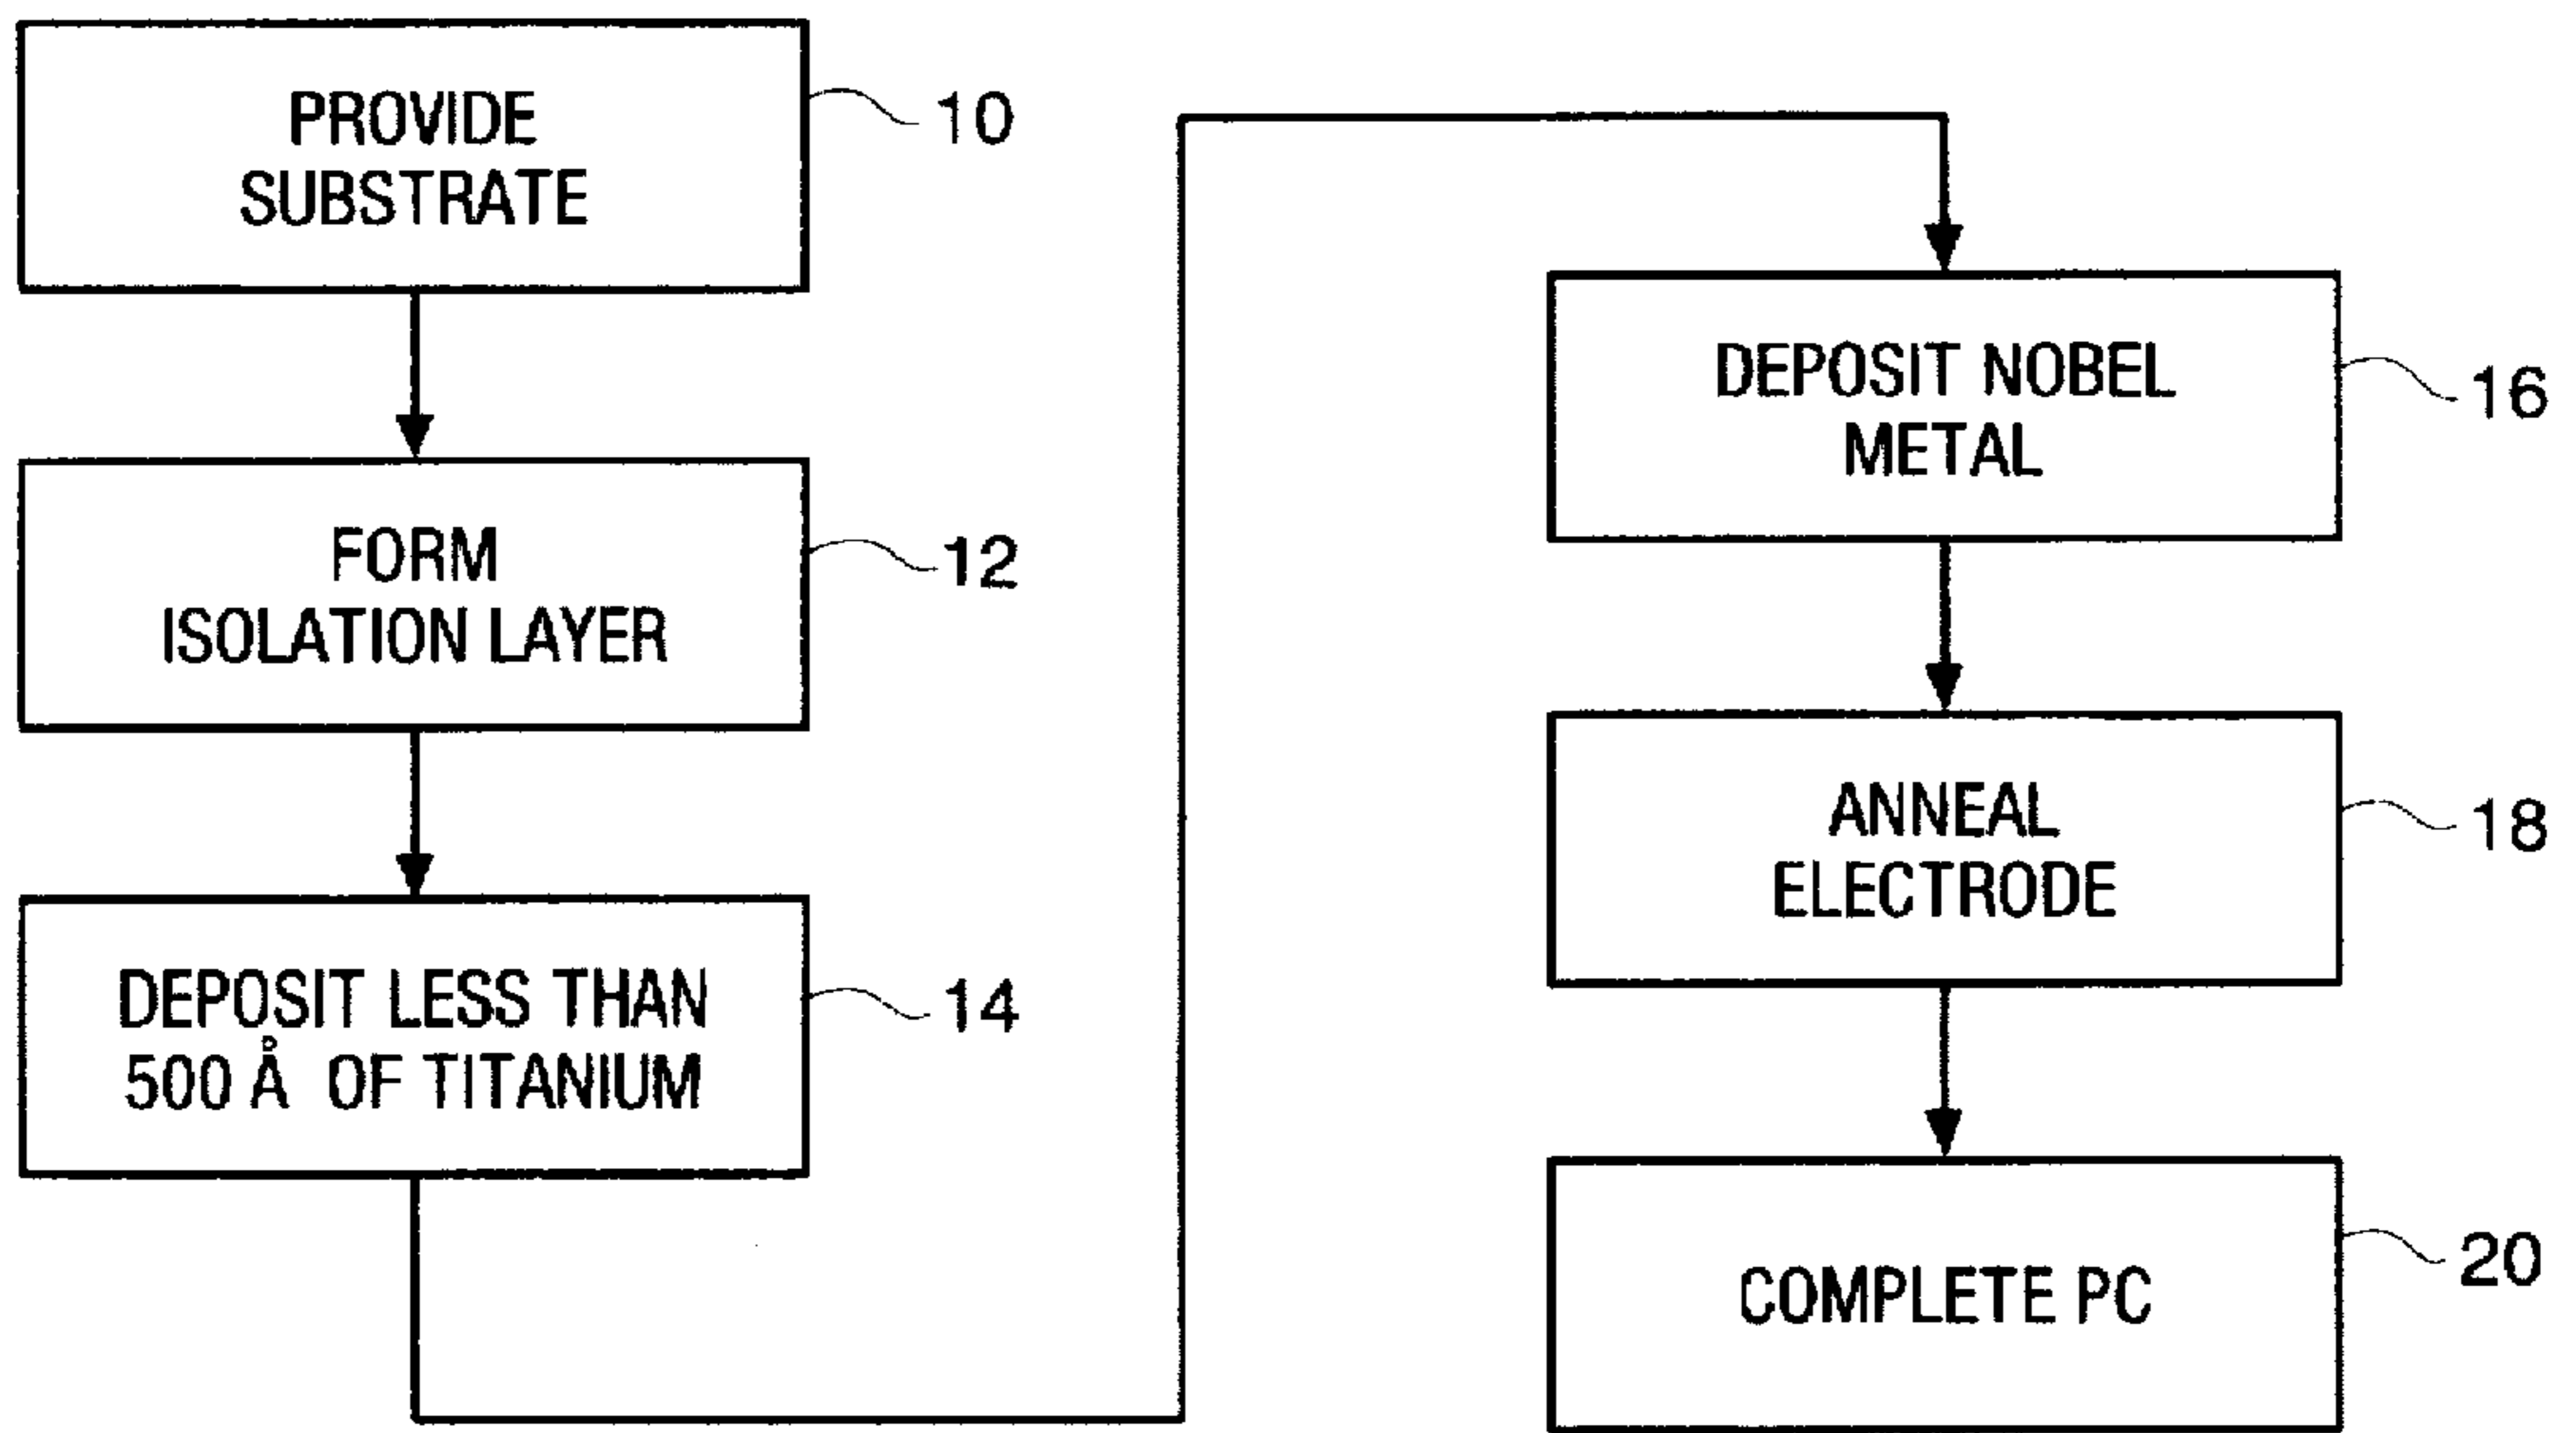 PROVIDE
SUBSTRATE
10
FORM
ISOLATION LAYER
12
DEPOSIT LESS THAN
500 Å OF TITANIUM
14
DEPOSIT NOBEL
METAL
16
ANNEAL
ELECTRODE
18
COMPLETE PC
20